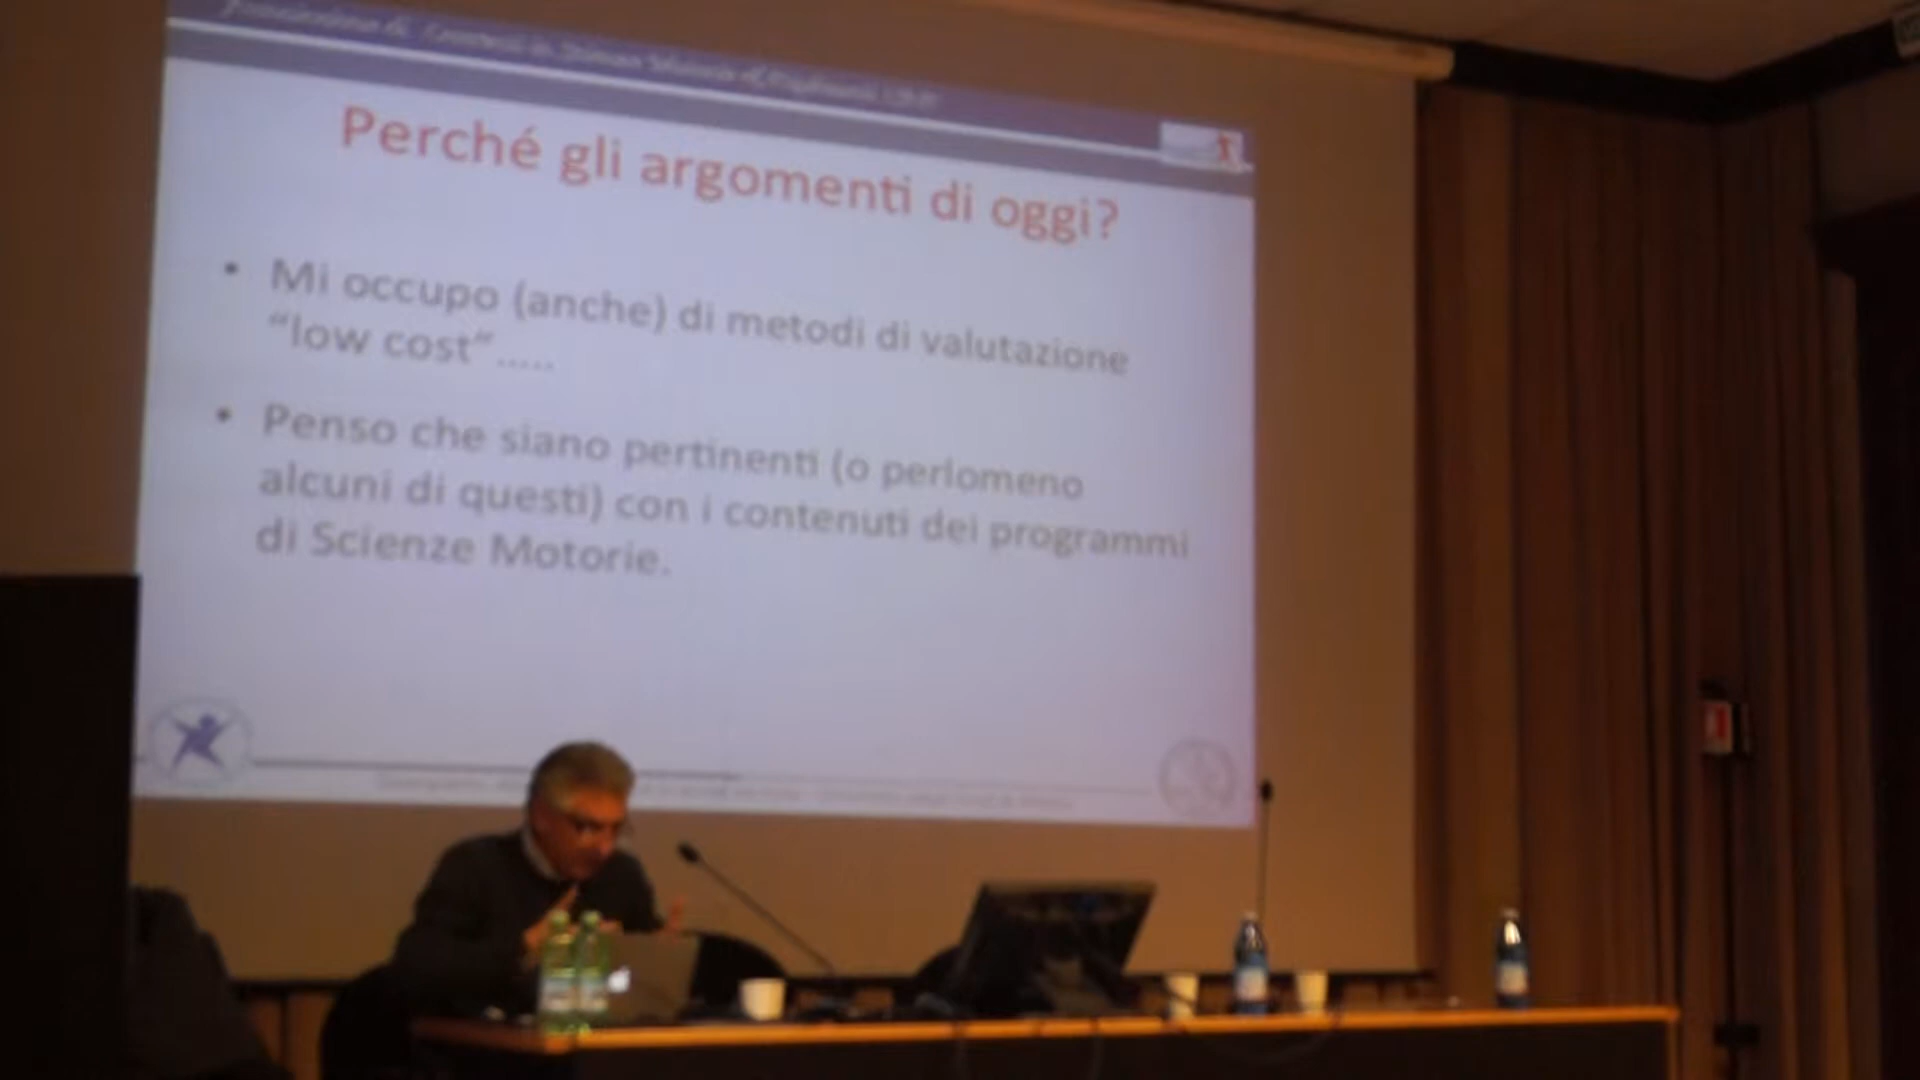 Perché gli argomenti di oggi?
• Mi occupo (anche) di metodi di valutazione
“low cost”.....
• Penso che siano pertinenti (o perlomeno
alcuni di questi) con i contenuti dei programmi
di Scienze Motorie.